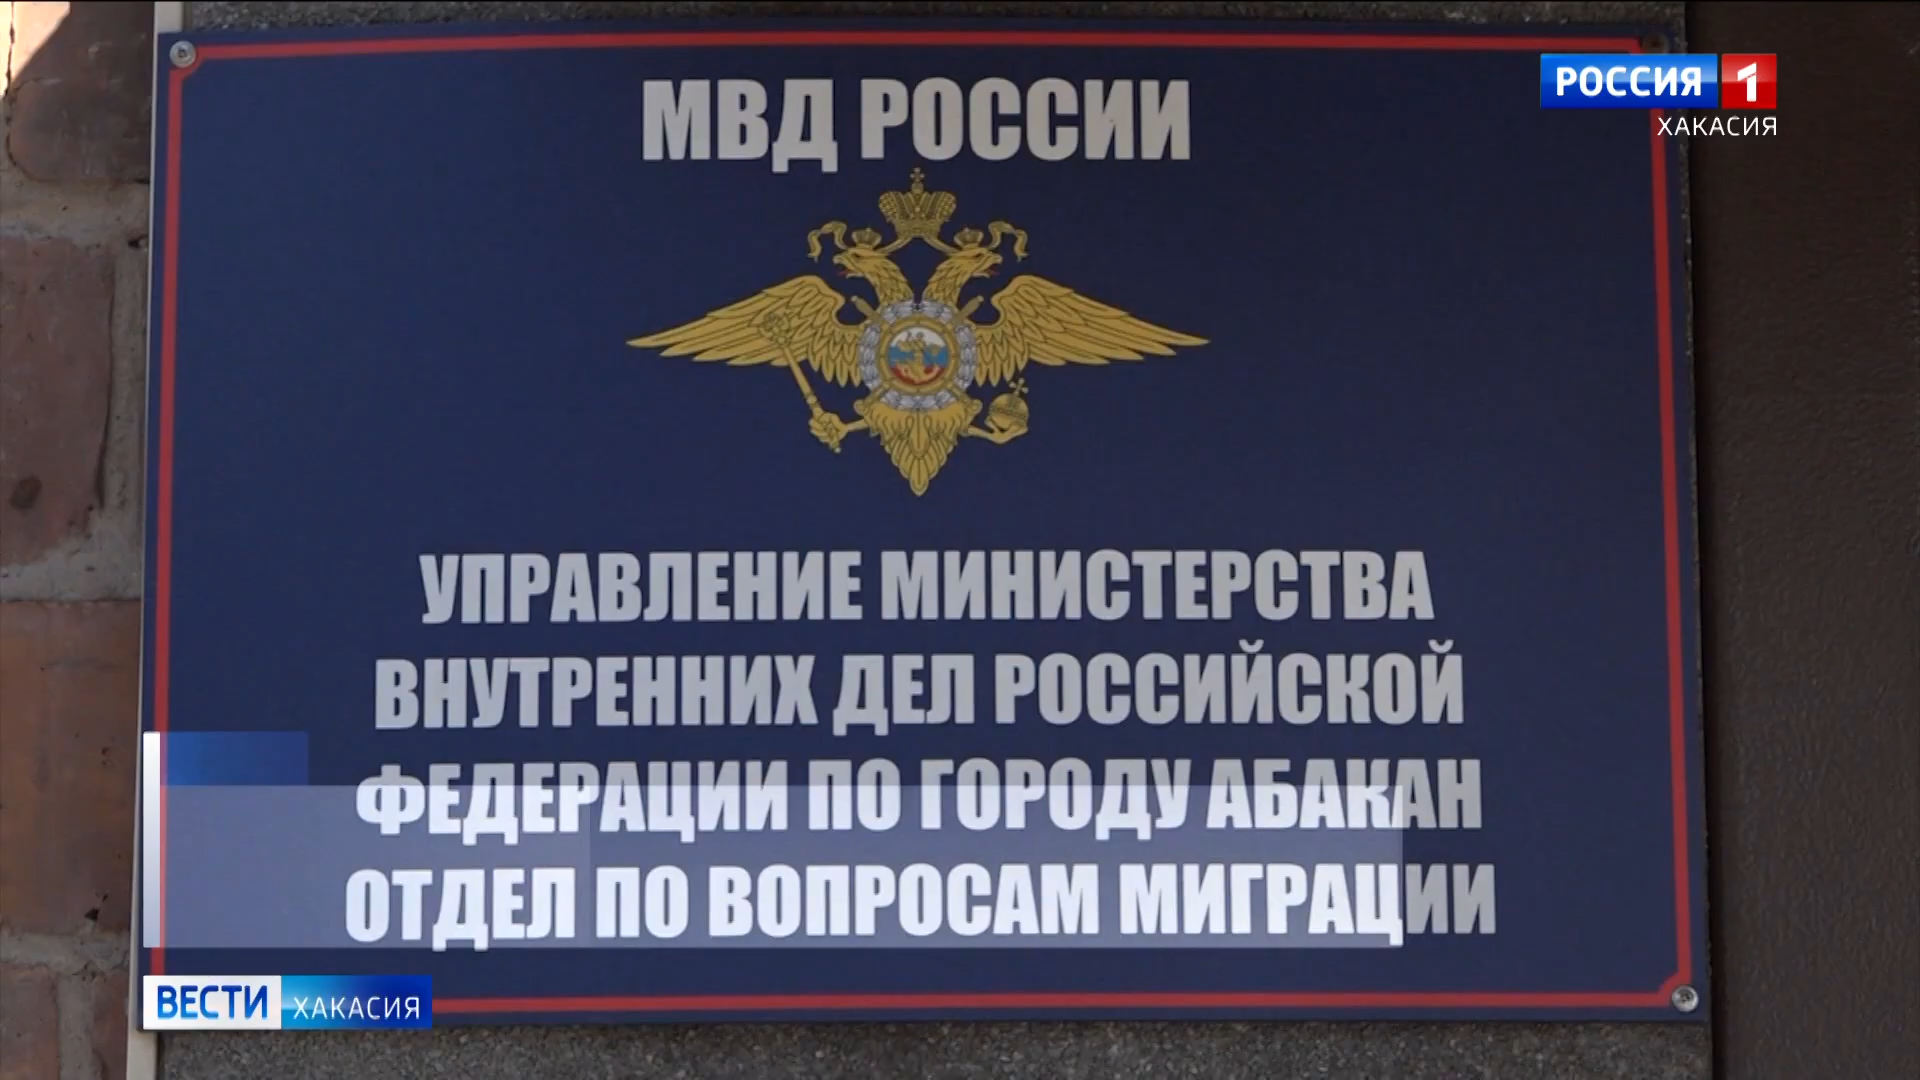 РОССИЯ 1
ХАКАСИЯ
МВД РОССИИ
УПРАВЛЕНИЕ МИНИСТЕРСТВА
ВНУТРЕННИХ ДЕЛ РОССИЙСКОЙ
ФЕДЕРАЦИИ ПО ГОРОДУ АБАКАН
ОТДЕЛ ПО ВОПРОСАМ МИГРАЦИИ
ВЕСТИ ХАКАСИЯ